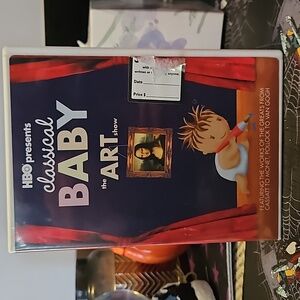 HBO presents
classical
BABY
the ART show
FEATURING THE WORKS OF THE GREATS FROM
CASSATT TO MONET, POLLOCK TO VAN GOGH
Date
Price $